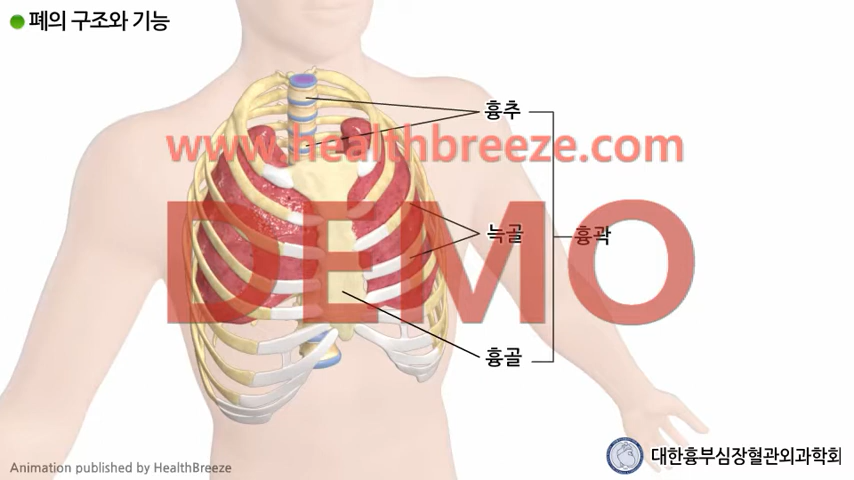 폐의 구조와 기능
흉추
www.healthbreeze.com
DEMO
늑골
흉곽
흉골
대한흉부심장혈관외과학회
Animation published by HealthBreeze